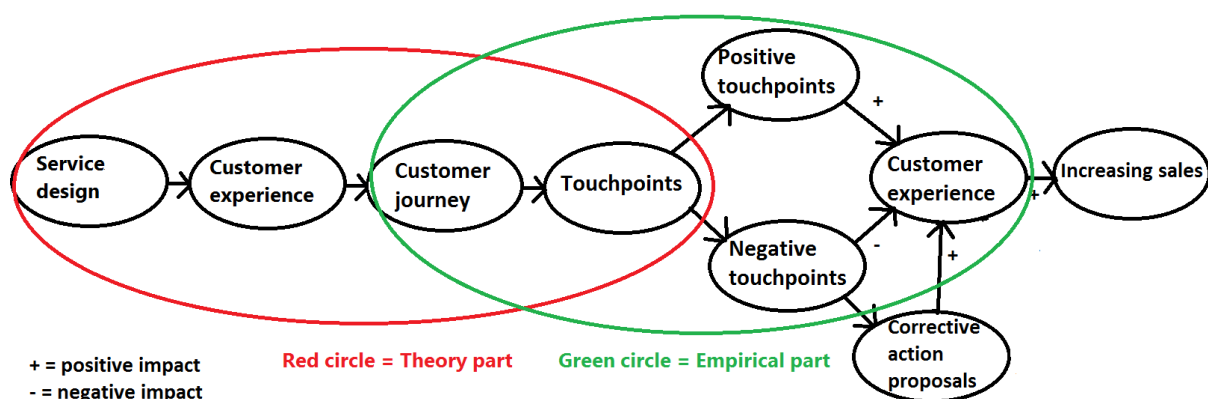 Service
design
Customer
experience
Customer
journey
Touchpoints
Positive
touchpoints
+
Negative
touchpoints
-
Customer
experience
-
+
Increasing sales
+
Corrective
action
proposals
+ = positive impact
- = negative impact
Red circle = Theory part
Green circle = Empirical part